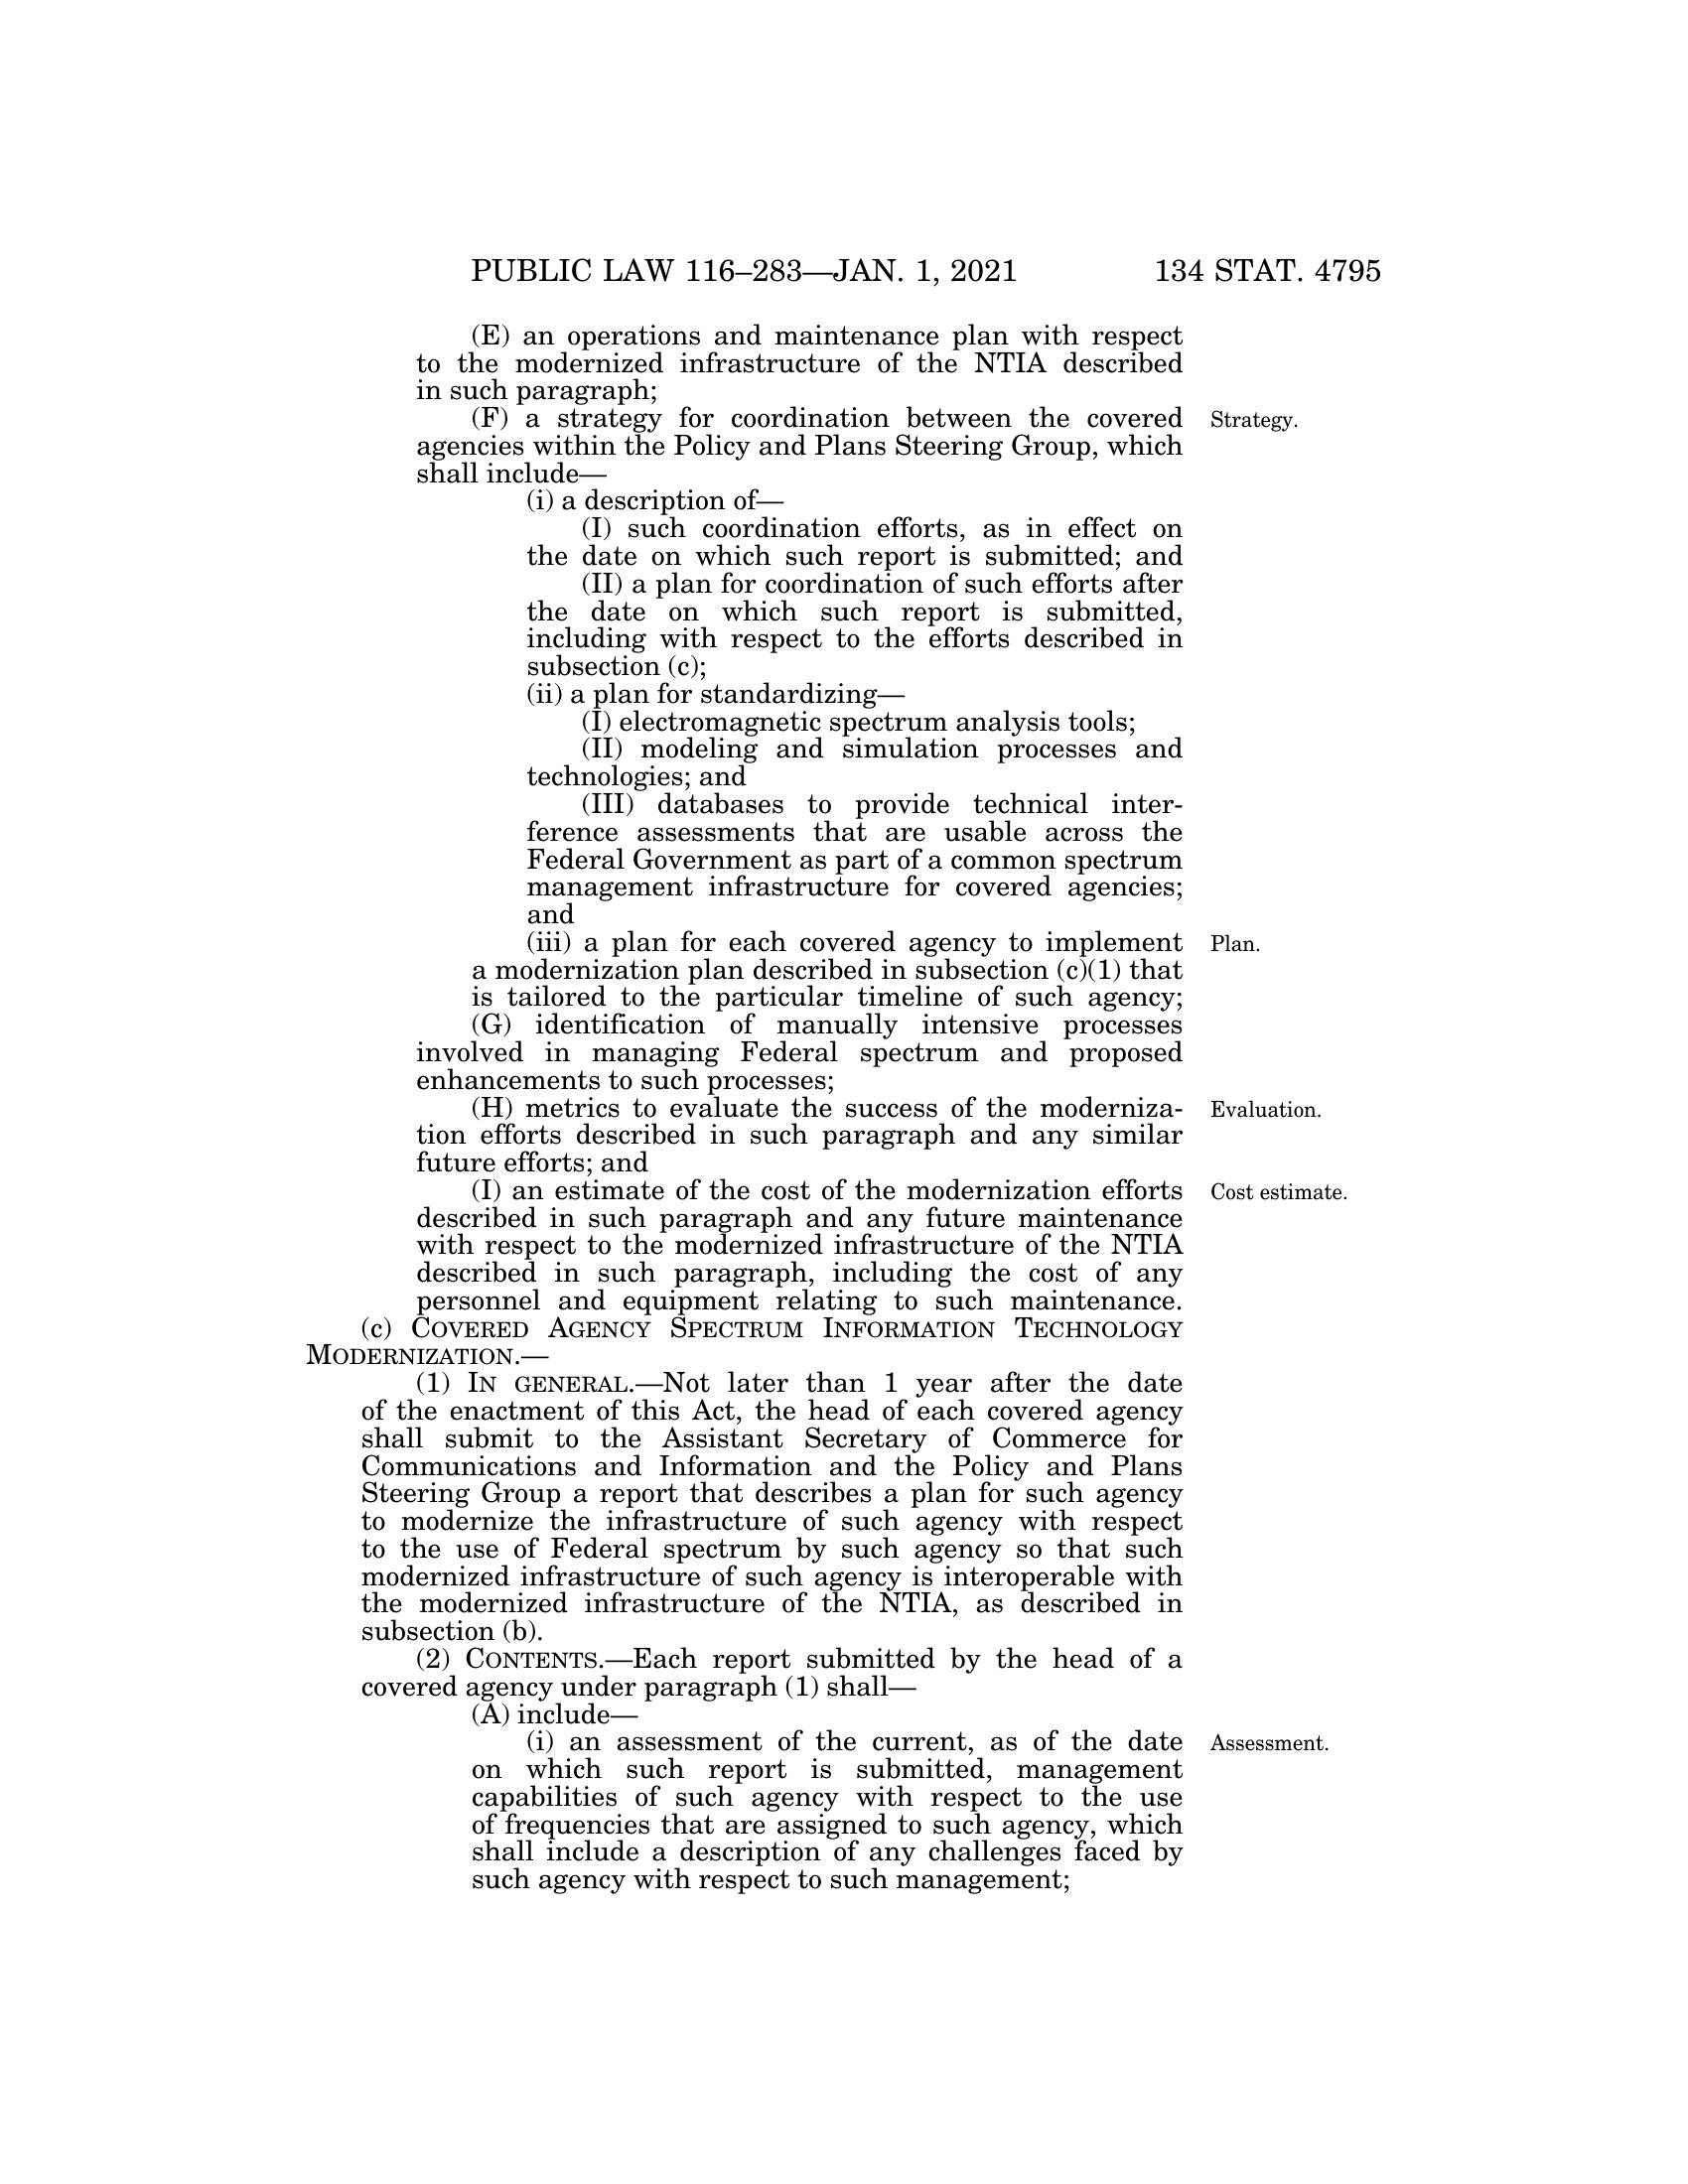 PUBLIC LAW 116–283—JAN. 1, 2021 134 STAT. 4795
(E) an operations and maintenance plan with respect
to the modernized infrastructure of the NTIA described
in such paragraph;
(F) a strategy for coordination between the covered
Strategy.
agencies within the Policy and Plans Steering Group, which
shall include—
(i) a description of—
(I) such coordination efforts, as in effect on
the date on which such report is submitted; and
(II) a plan for coordination of such efforts after
the date on which such report is submitted,
including with respect to the efforts described in
subsection (c);
(ii) a plan for standardizing—
(I) electromagnetic spectrum analysis tools;
(II) modeling and simulation processes and
technologies; and
(III) databases to provide technical inter-
ference assessments that are usable across the
Federal Government as part of a common spectrum
management infrastructure for covered agencies;
and
(iii) a plan for each covered agency to implement
Plan.
a modernization plan described in subsection (c)(1) that
is tailored to the particular timeline of such agency;
(G) identification of manually intensive processes
involved in managing Federal spectrum and proposed
enhancements to such processes;
(H) metrics to evaluate the success of the moderniza-
Evaluation.
tion efforts described in such paragraph and any similar
future efforts; and
(I) an estimate of the cost of the modernization efforts
Cost estimate.
described in such paragraph and any future maintenance
with respect to the modernized infrastructure of the NTIA
described in such paragraph, including the cost of any
personnel and equipment relating to such maintenance.
(c) COVERED AGENCY SPECTRUM INFORMATION TECHNOLOGY
MODERNIZATION.—
(1) IN GENERAL.—Not later than 1 year after the date
of the enactment of this Act, the head of each covered agency
shall submit to the Assistant Secretary of Commerce for
Communications and Information and the Policy and Plans
Steering Group a report that describes a plan for such agency
to modernize the infrastructure of such agency with respect
to the use of Federal spectrum by such agency so that such
modernized infrastructure of such agency is interoperable with
the modernized infrastructure of the NTIA, as described in
subsection (b).
(2) CONTENTS.—Each report submitted by the head of a
covered agency under paragraph (1) shall—
(A) include—
(i) an assessment of the current, as of the date
Assessment.
on which such report is submitted, management
capabilities of such agency with respect to the use
of frequencies that are assigned to such agency, which
shall include a description of any challenges faced by
such agency with respect to such management;